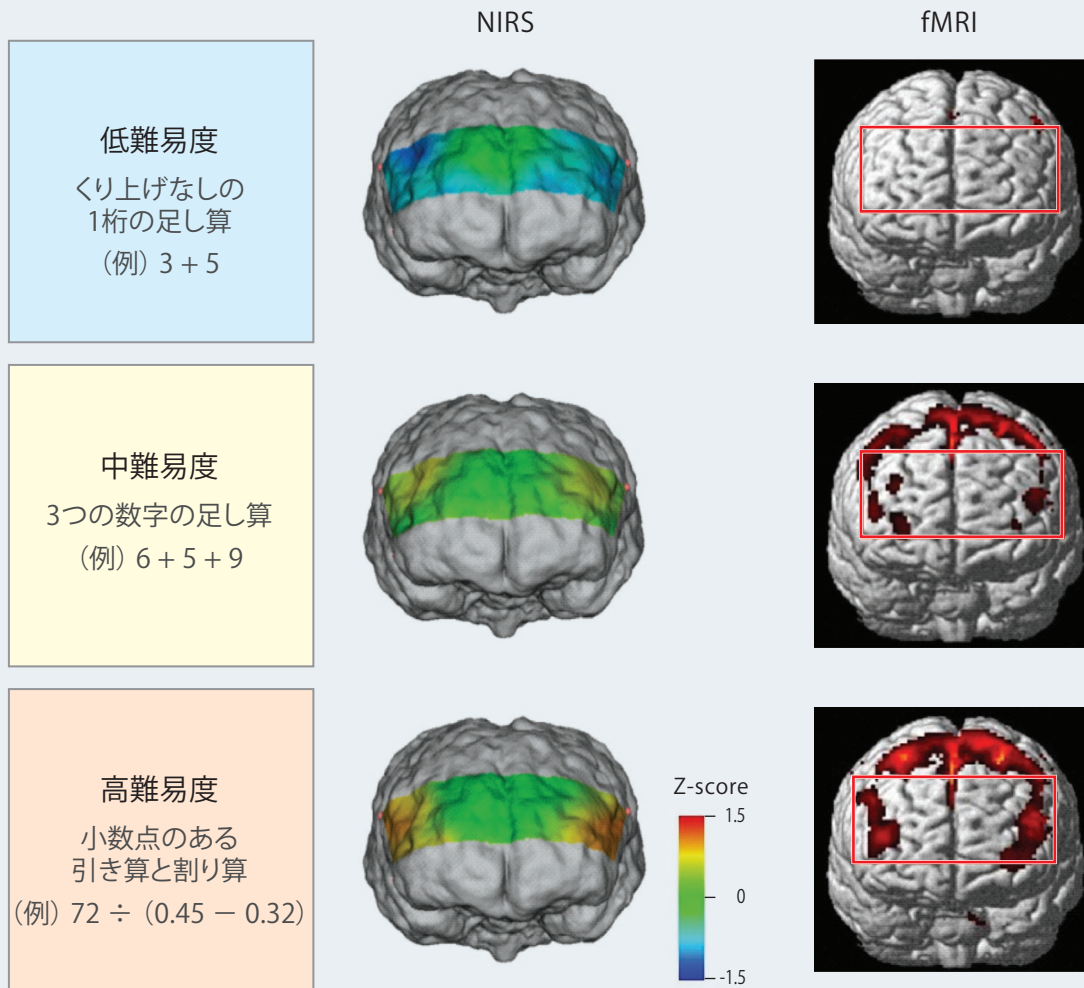 NIRS
fMRI
低難易度
くり上げなしの
1桁の足し算
（例）3 + 5
中難易度
3つの数字の足し算
（例）6 + 5 + 9
高難易度
小数点のある
引き算と割り算
（例）72 ÷（0.45 − 0.32）
Z-score
1.5
0
-1.5